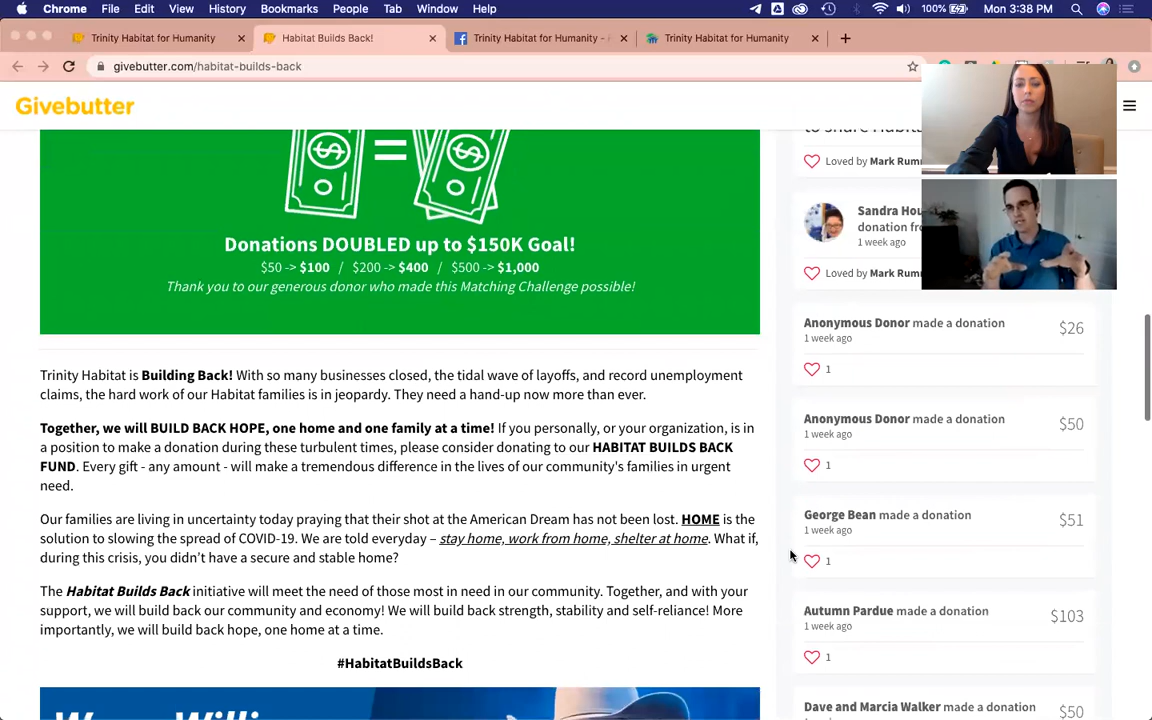 Chrome File Edit View History Bookmarks People Tab Window Help 100% Mon 3:38 PM
Trinity Habitat for Humanity Habitat Builds Back! Trinity Habitat for Humanity - Trinity Habitat for Humanity
givebutter.com/habitat-builds-back
Givebutter
Donations DOUBLED up to $150K Goal!
$50 -> $100 / $200 -> $400 / $500 -> $1,000
Thank you to our generous donor who made this Matching Challenge possible!
Trinity Habitat is Building Back! With so many businesses closed, the tidal wave of layoffs, and record unemployment
claims, the hard work of our Habitat families is in jeopardy. They need a hand-up now more than ever.
Together, we will BUILD BACK HOPE, one home and one family at a time! If you personally, or your organization, is in
a position to make a donation during these turbulent times, please consider donating to our HABITAT BUILDS BACK
FUND. Every gift - any amount - will make a tremendous difference in the lives of our community's families in urgent
need.
Our families are living in uncertainty today praying that their shot at the American Dream has not been lost. HOME is the
solution to slowing the spread of COVID-19. We are told everyday – stay home, work from home, shelter at home. What if,
during this crisis, you didn't have a secure and stable home?
The Habitat Builds Back initiative will meet the need of those most in need in our community. Together, and with your
support, we will build back our community and economy! We will build back strength, stability and self-reliance! More
importantly, we will build back hope, one home at a time.
#HabitatBuildsBack
to share
Loved by Mark
Sandra
donation
1 week ago
Loved by Mark
Anonymous Donor made a donation $26
1 week ago
1
Anonymous Donor made a donation $50
1 week ago
1
George Bean made a donation $51
1 week ago
1
Autumn Pardue made a donation $103
1 week ago
1
Dave and Marcia Walker made a donation $50